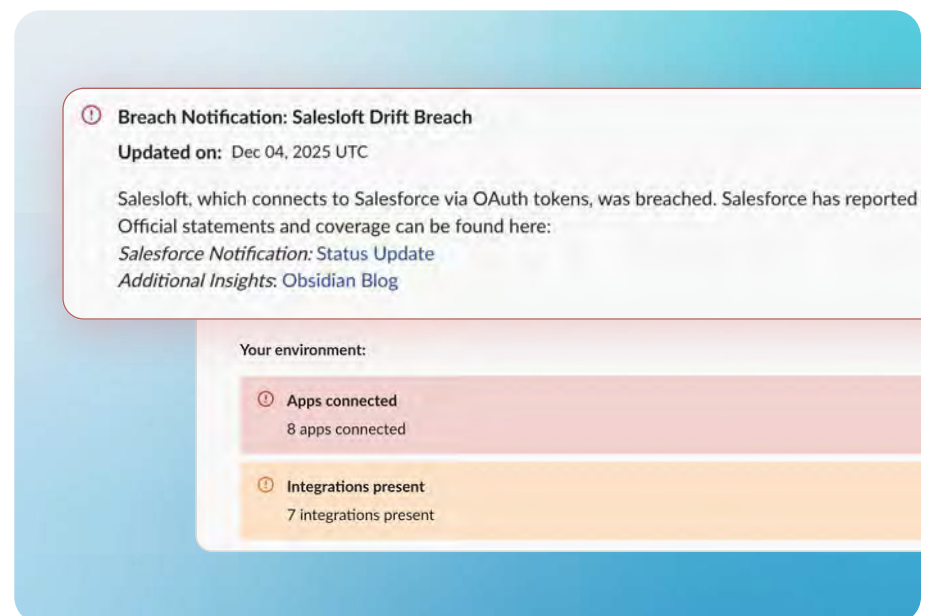 Breach Notification: Salesloft Drift Breach
Updated on: Dec 04, 2025 UTC
Salesloft, which connects to Salesforce via OAuth tokens, was breached. Salesforce has reported
Official statements and coverage can be found here:
Salesforce Notification: Status Update
Additional Insights: Obsidian Blog
Your environment:
Apps connected
8 apps connected
Integrations present
7 integrations present